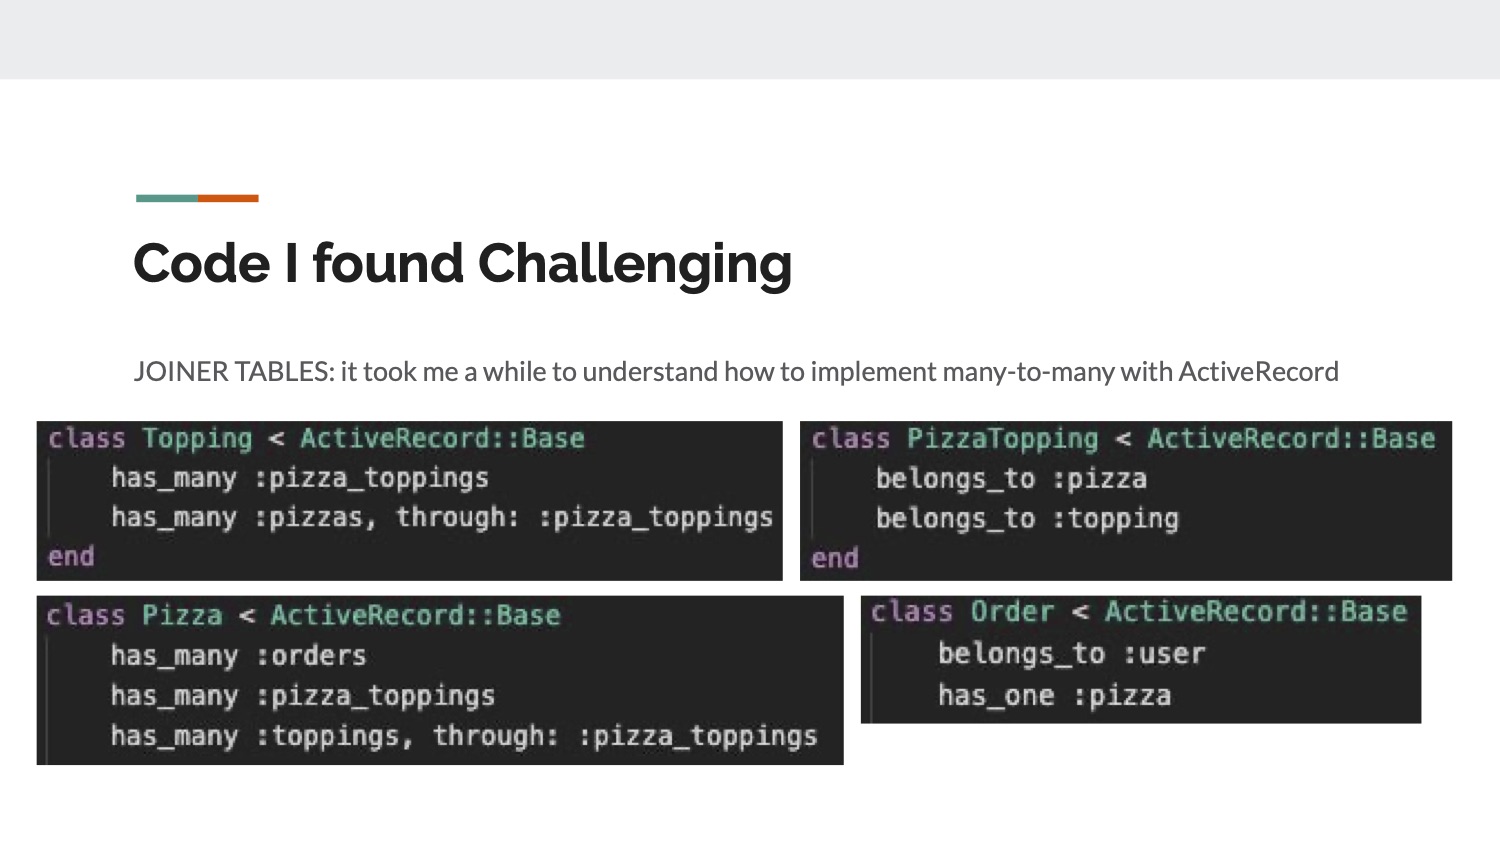 Code I found Challenging
JOINER TABLES: it took me a while to understand how to implement many-to-many with ActiveRecord
class Topping < ActiveRecord::Base
has_many :pizza_toppings
has_many :pizzas, through: :pizza_toppings
end
class PizzaTopping < ActiveRecord::Base
belongs_to :pizza
belongs_to :topping
end
class Pizza < ActiveRecord::Base
has_many :orders
has_many :pizza_toppings
has_many :toppings, through: :pizza_toppings
class Order < ActiveRecord::Base
belongs_to :user
has_one :pizza